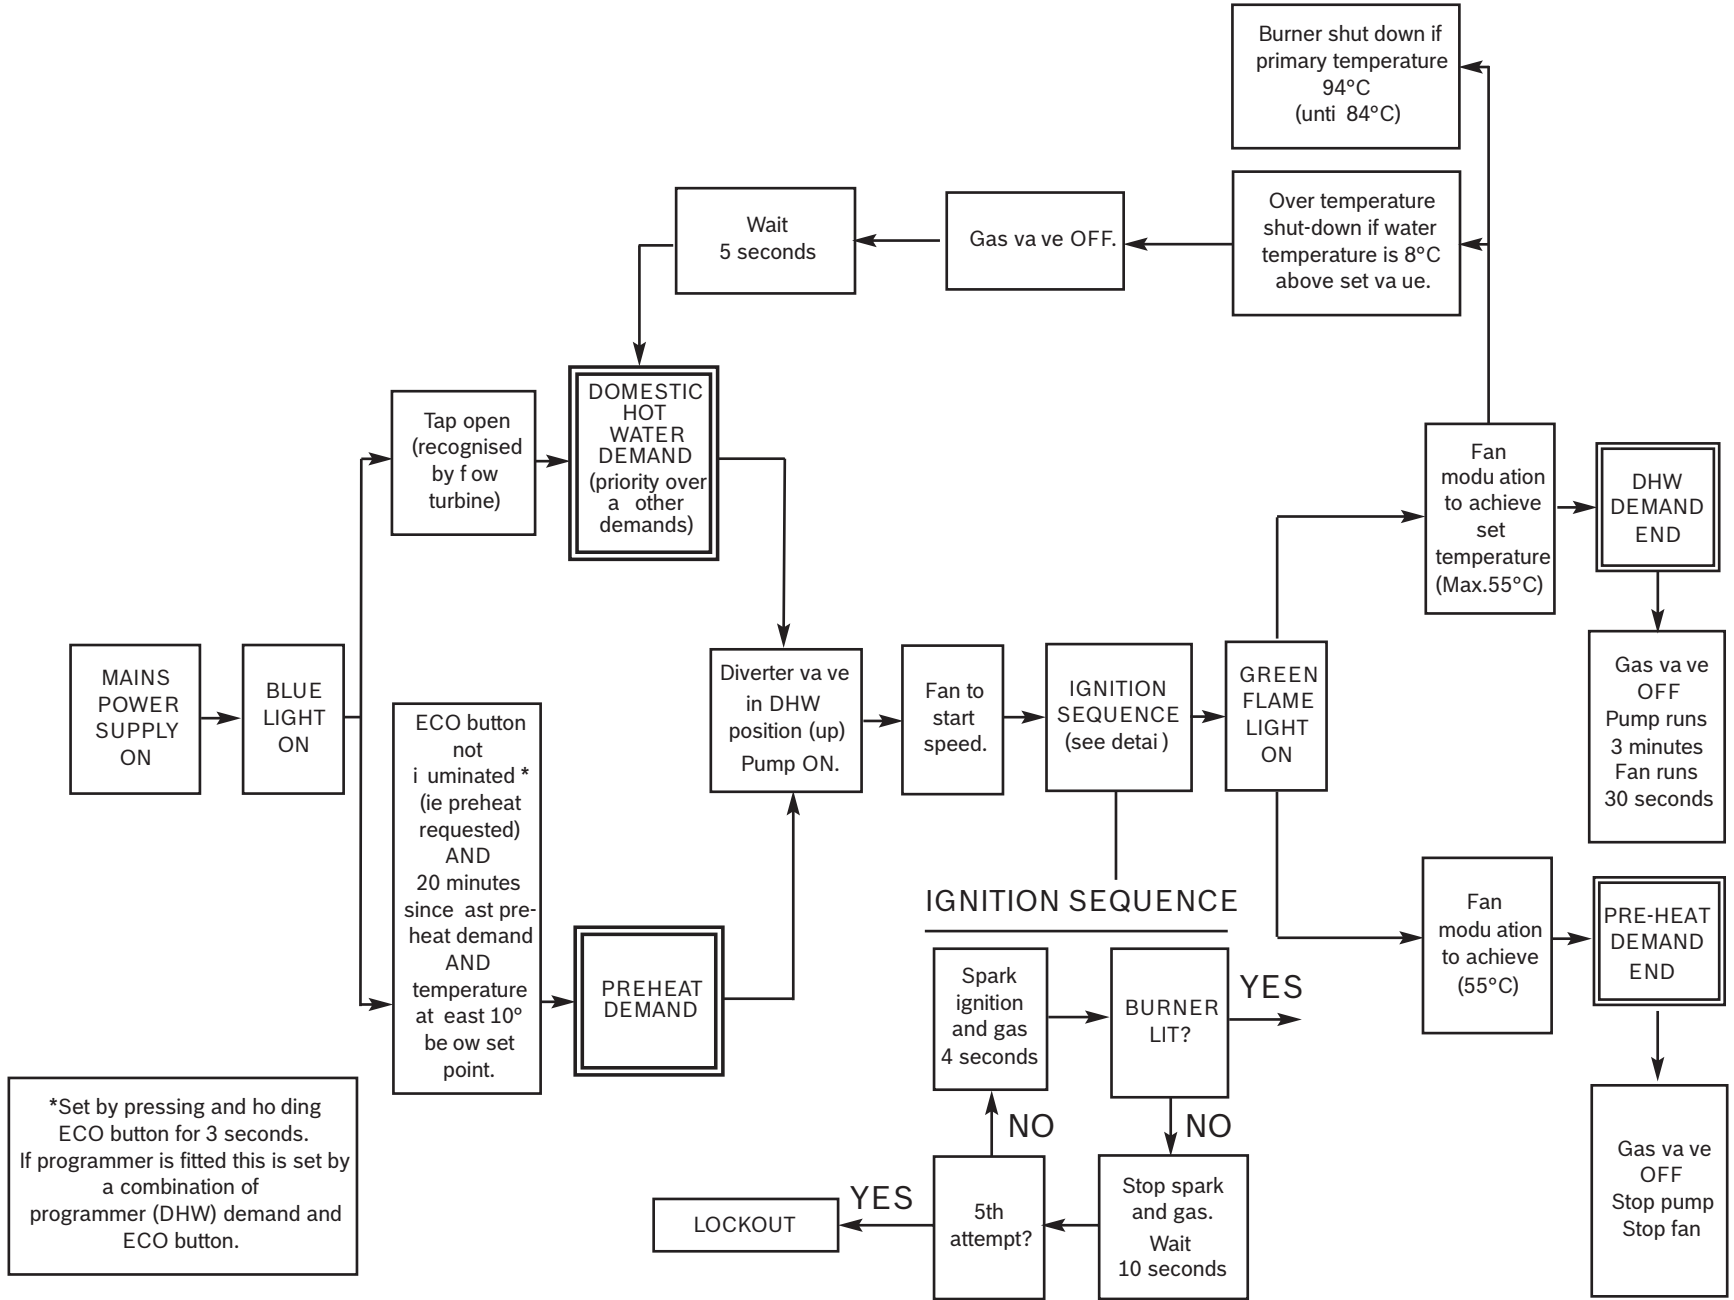 Burner shut down if
primary temperature
94°C
(unti 84°C)
Over temperature
shut-down if water
temperature is 8°C
above set va ue.
Gas va ve OFF.
Wait
5 seconds
Tap open
(recognised
by f ow
turbine)
DOMESTIC
HOT
WATER
DEMAND
(priority over
a other
demands)
Fan
modu ation
to achieve
set
temperature
(Max.55°C)
DHW
DEMAND
END
MAINS
POWER
SUPPLY
ON
BLUE
LIGHT
ON
ECO button
not
i uminated *
(ie preheat
requested)
AND
20 minutes
since ast pre-
heat demand
AND
temperature
at east 10°
be ow set
point.
PREHEAT
DEMAND
Diverter va ve
in DHW
position (up)
Pump ON.
Fan to
start
speed.
IGNITION
SEQUENCE
(see detai )
GREEN
FLAME
LIGHT
ON
Gas va ve
OFF
Pump runs
3 minutes
Fan runs
30 seconds
IGNITION SEQUENCE
Spark
ignition
and gas
4 seconds
BURNER
LIT?
YES
NO
NO
Stop spark
and gas.
Wait
10 seconds
5th
attempt?
YES
LOCKOUT
Fan
modu ation
to achieve
(55°C)
PRE-HEAT
DEMAND
END
Gas va ve
OFF
Stop pump
Stop fan
*Set by pressing and ho ding
ECO button for 3 seconds.
If programmer is fitted this is set by
a combination of
programmer (DHW) demand and
ECO button.